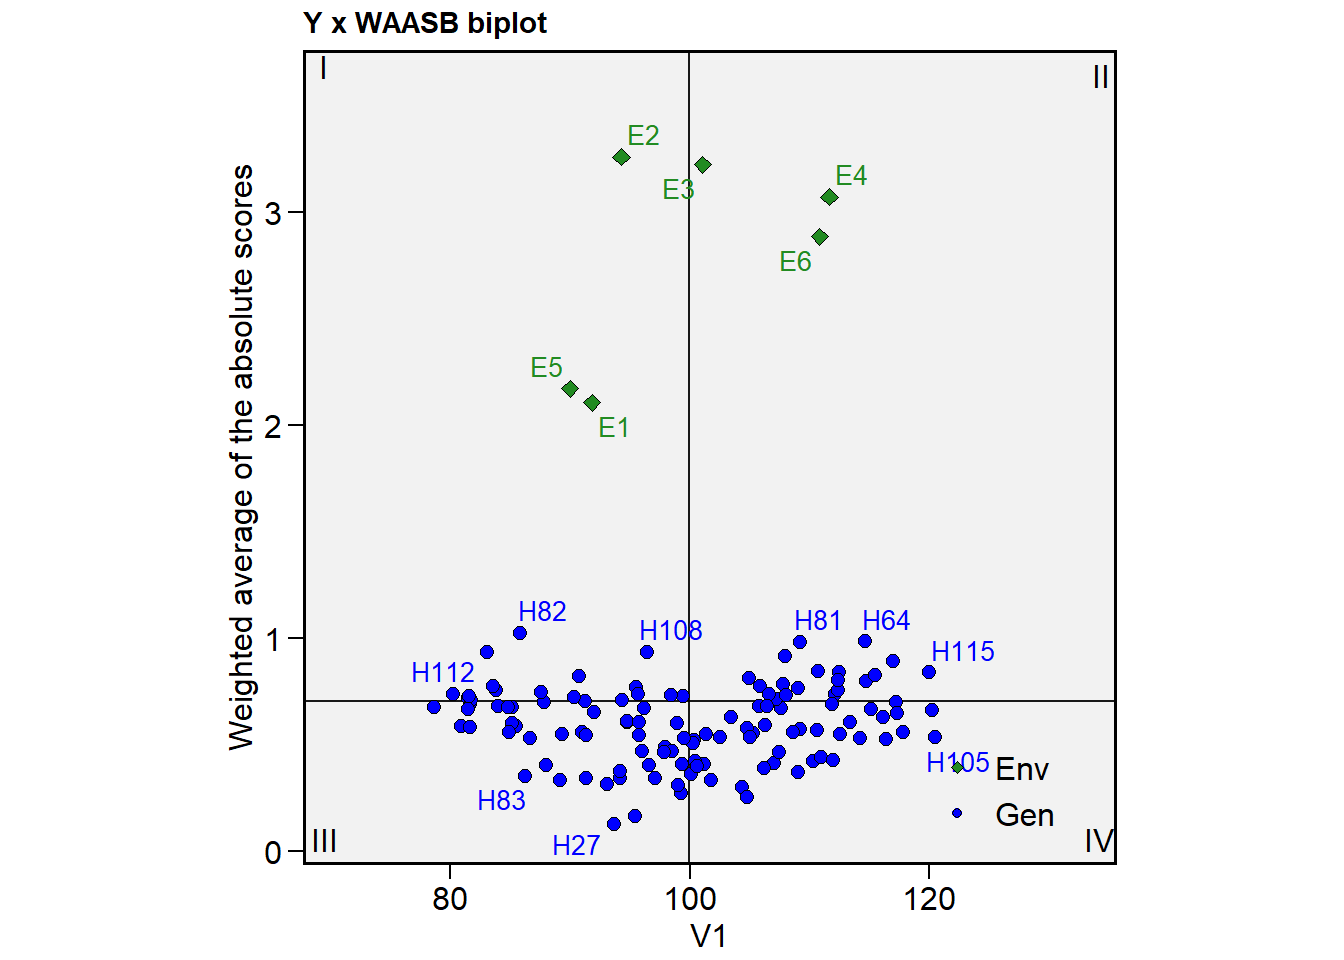 Y x WAASB biplot
I
II
E2
E3
E4
E6
E5
E1
3
2
1
0
Weighted average of the absolute scores
H82
H108
H81
H64
H115
H112
H105
H83
H27
Env
Gen
III
IV
80
100
120
V1